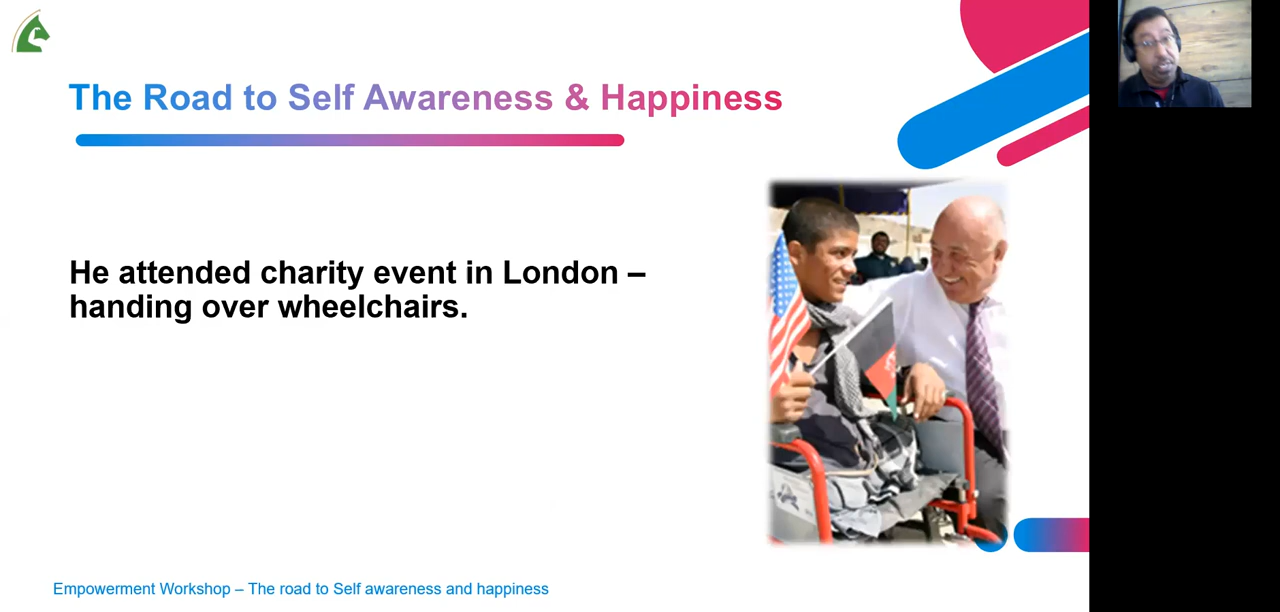 The Road to Self Awareness & Happiness
He attended charity event in London –
handing over wheelchairs.
Empowerment Workshop – The road to Self awareness and happiness